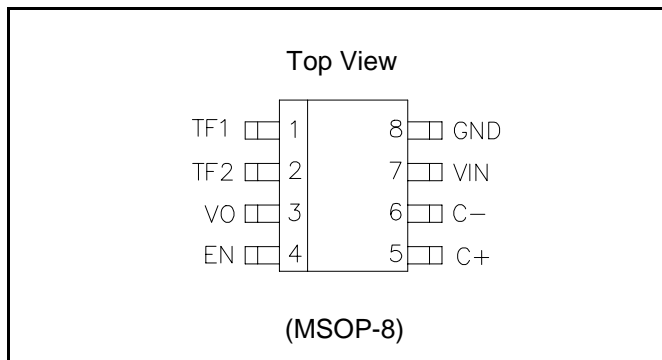 Top View
TF1 1 8 GND
TF2 2 7 VIN
VO 3 6 C-
EN 4 5 C+
(MSOP-8)